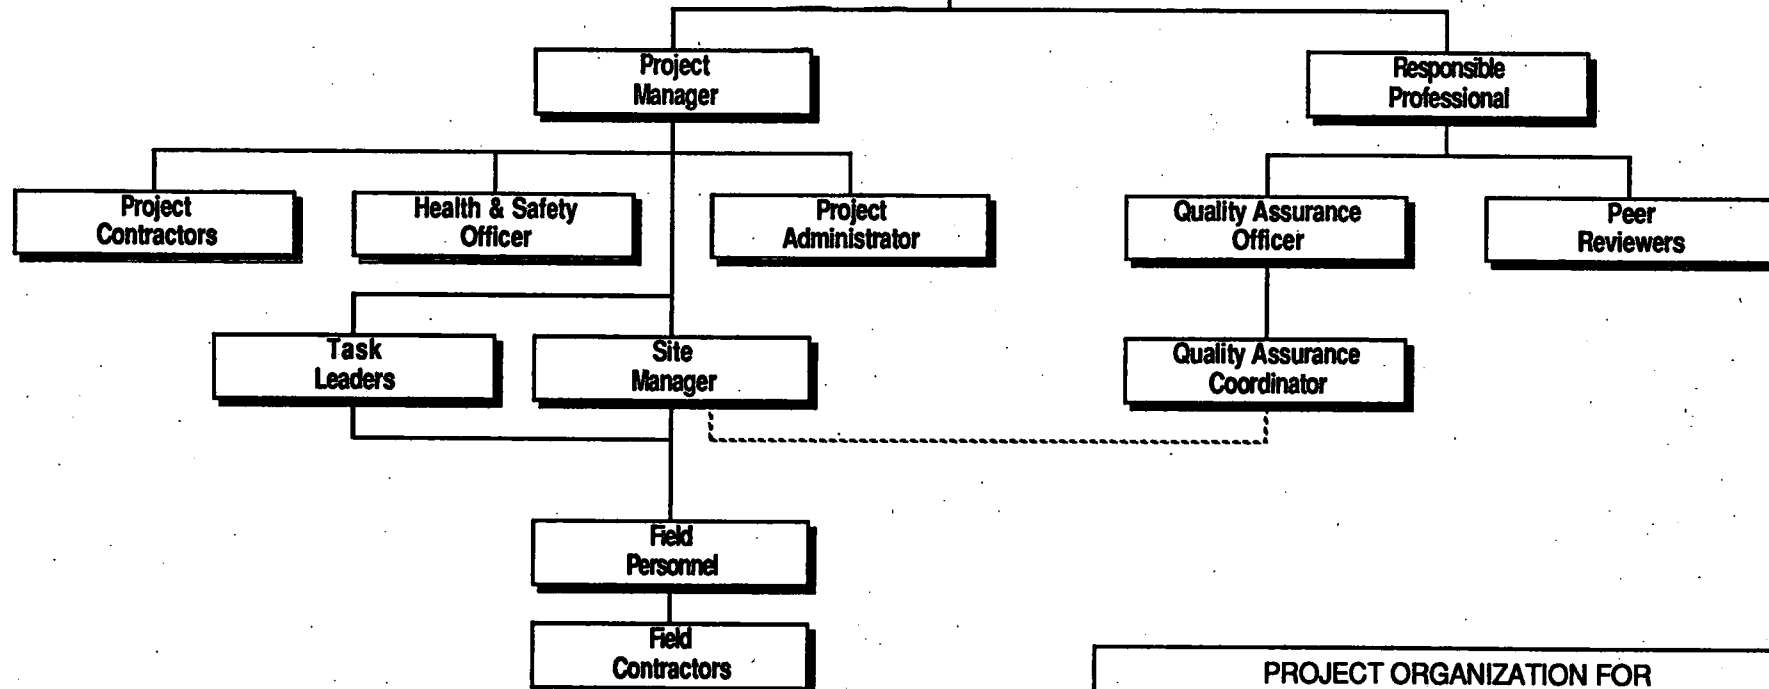 Project
Manager
Responsible
Professional
Project
Contractors
Health & Safety
Officer
Project
Administrator
Quality Assurance
Officer
Peer
Reviewers
Task
Leaders
Site
Manager
Quality Assurance
Coordinator
Field
Personnel
Field
Contractors
PROJECT ORGANIZATION FOR